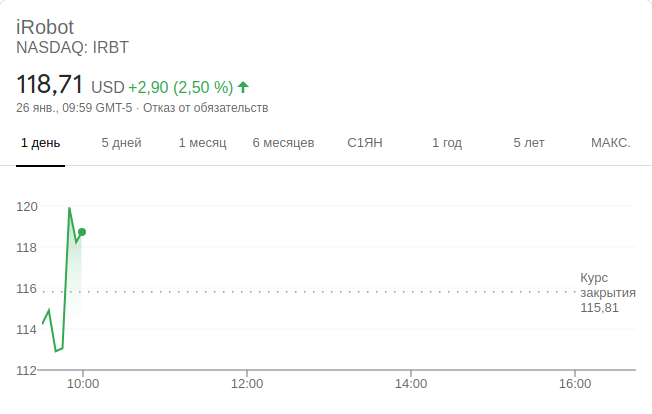 iRobot
NASDAQ: IRBT
118,71 USD +2,90 (2,50 %)
26 янв., 09:59 GMT-5 · Отказ от обязательств
1 день 5 дней 1 месяц 6 месяцев С1ЯН 1 год 5 лет МАКС.
120
118
116
114
112
Курс
закрытия
115,81
10:00 12:00 14:00 16:00